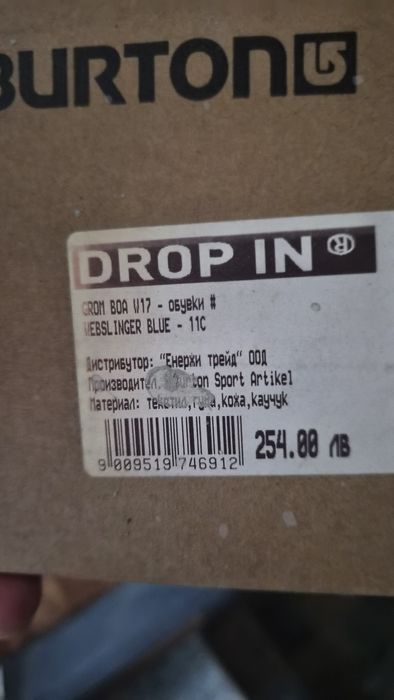 BURTON
DROP IN ®
GROM BOA W17 - обувки #
WEBSLINGER BLUE - 11C
Дистрибутор: "Енержи трейд" ООД
Производител: Burton Sport Artikel
Материал: текстил,гума,кожа,каучук
9 009519 746912
254.00 лв